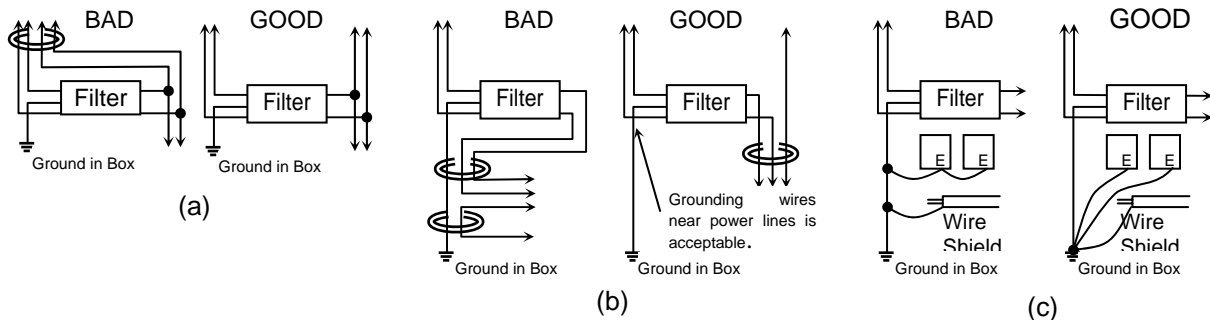 BAD
GOOD
Filter
Filter
Ground in Box
Ground in Box
(a)
BAD
GOOD
Filter
Filter
Grounding wires
near power lines is
acceptable.
Ground in Box
Ground in Box
(b)
BAD
GOOD
Filter
Filter
E
E
E
E
Wire
Shield
Wire
Shield
Ground in Box
Ground in Box
(c)